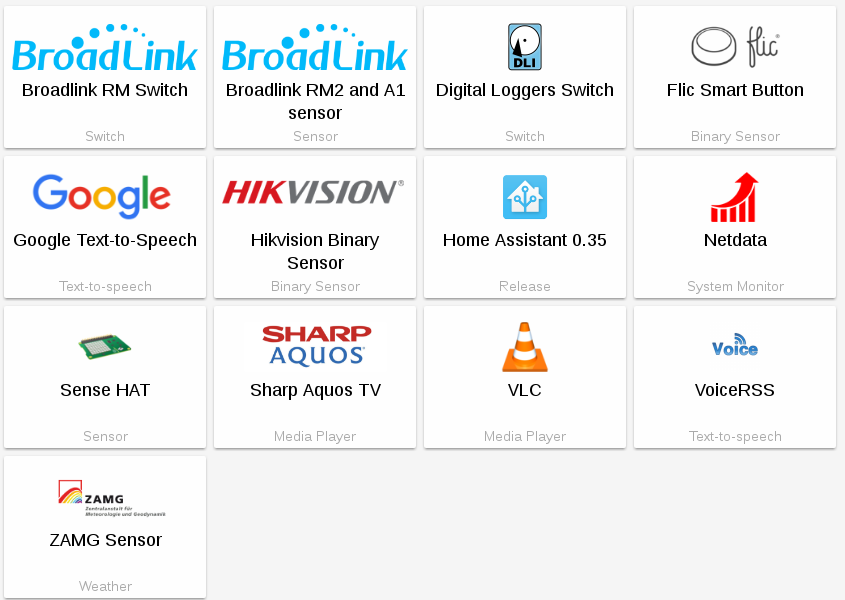 BroadLink
Broadlink RM Switch
Switch
BroadLink
Broadlink RM2 and A1
sensor
Sensor
DLI
Digital Loggers Switch
Switch
flic
Flic Smart Button
Binary Sensor
Google
Google Text-to-Speech
Text-to-speech
HIKVISION®
Hikvision Binary
Sensor
Binary Sensor
Home Assistant 0.35
Release
Netdata
System Monitor
Sense HAT
Sensor
SHARP
AQUOS
Sharp Aquos TV
Media Player
VLC
Media Player
Voice
VoiceRSS
Text-to-speech
ZAMG
Zentralanstalt für
Meteorologie und Geodynamik
ZAMG Sensor
Weather